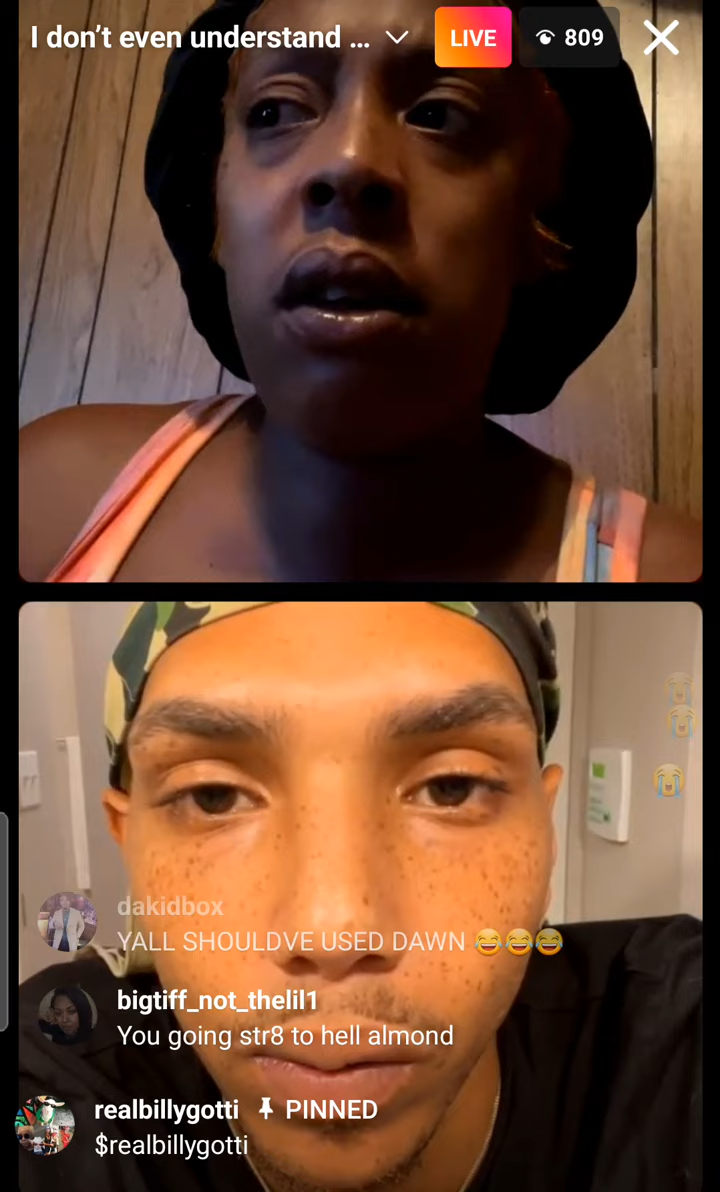 I don’t even understand ...
LIVE
809
dakidbox
YALL SHOULDVE USED DAWN 😂😂😂
bigtiff_not_thelil1
You going str8 to hell almond
realbillygotti PINNED
$realbillygotti